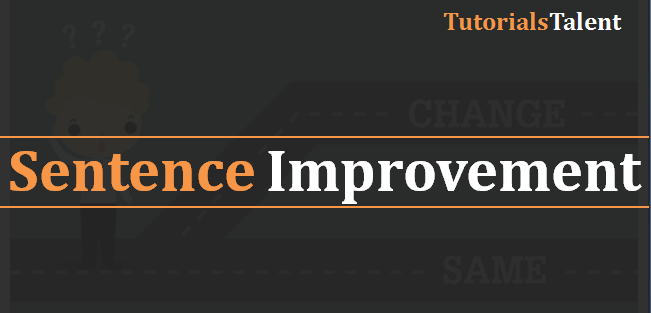 TutorialsTalent
? ? ?
CHANGE
Sentence Improvement
SAME